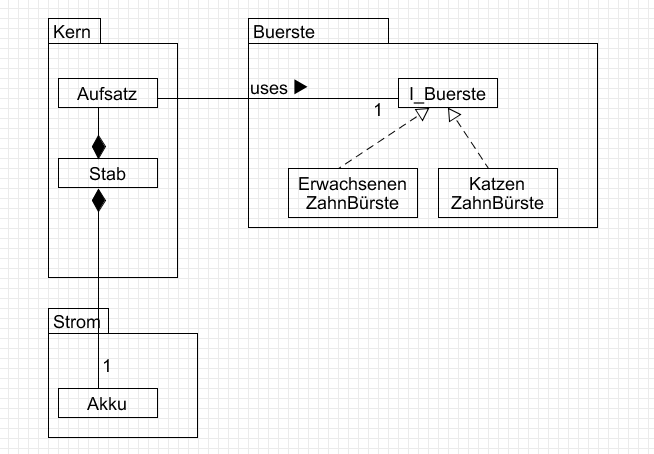 Kern
Buerste
Aufsatz
uses ▶
I_Buerste
1
Stab
Erwachsenen
ZahnBürste
Katzen
ZahnBürste
Strom
1
Akku